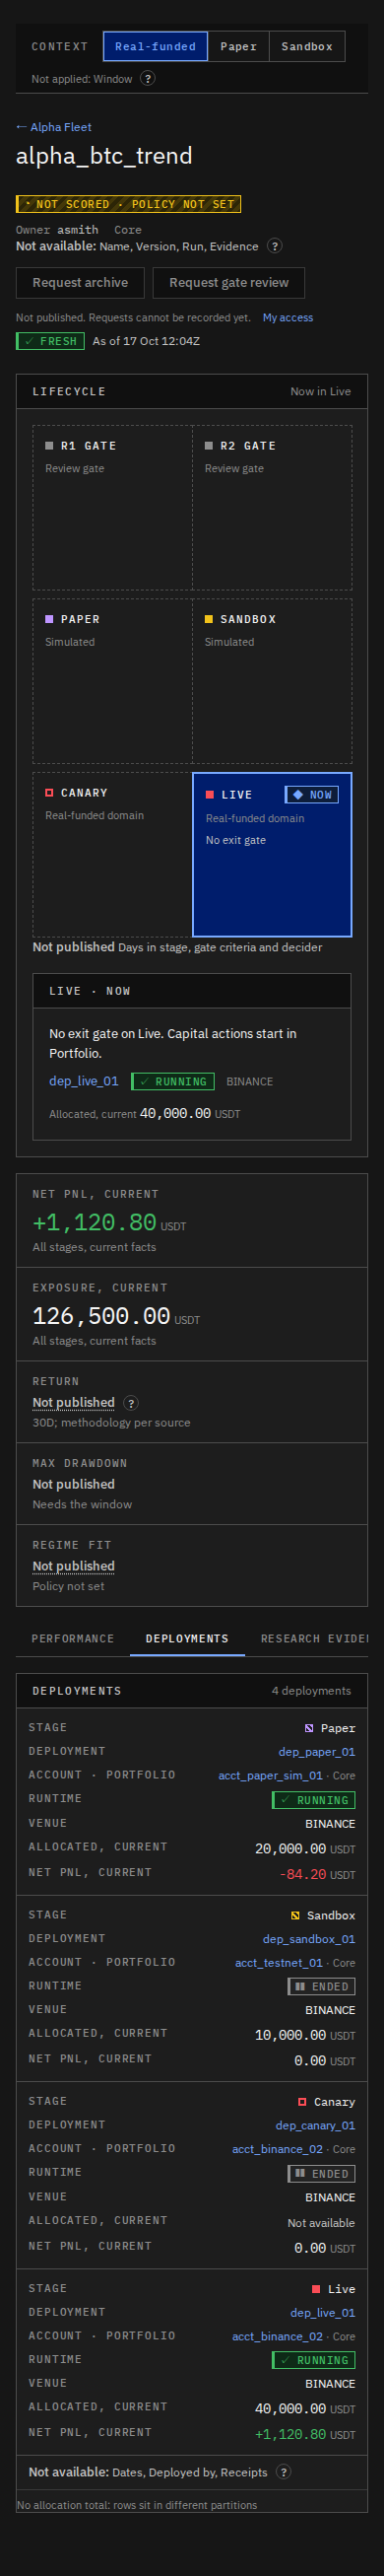 CONTEXT Real-funded Paper Sandbox
Not applied: Window ?
← Alpha Fleet
alpha_btc_trend
NOT SCORED · POLICY NOT SET
Owner asmith Core
Not available: Name, Version, Run, Evidence ?
Request archive Request gate review
Not published. Requests cannot be recorded yet. My access
✓ FRESH As of 17 Oct 12:04Z
LIFECYCLE Now in Live
R1 GATE R2 GATE
Review gate Review gate
PAPER SANDBOX
Simulated Simulated
CANARY LIVE ◆ NOW
Real-funded domain Real-funded domain
No exit gate
Not published Days in stage, gate criteria and decider
LIVE · NOW
No exit gate on Live. Capital actions start in
Portfolio.
dep_live_01 ✓ RUNNING BINANCE
Allocated, current 40,000.00 USDT
NET PNL, CURRENT
+1,120.80 USDT
All stages, current facts
EXPOSURE, CURRENT
126,500.00 USDT
All stages, current facts
RETURN
Not published ?
30D; methodology per source
MAX DRAWDOWN
Not published
Needs the window
REGIME FIT
Not published
Policy not set
PERFORMANCE DEPLOYMENTS RESEARCH EVIDEN
DEPLOYMENTS 4 deployments
STAGE Paper
DEPLOYMENT dep_paper_01
ACCOUNT · PORTFOLIO acct_paper_sim_01 · Core
RUNTIME ✓ RUNNING
VENUE BINANCE
ALLOCATED, CURRENT 20,000.00 USDT
NET PNL, CURRENT -84.20 USDT
STAGE Sandbox
DEPLOYMENT dep_sandbox_01
ACCOUNT · PORTFOLIO acct_testnet_01 · Core
RUNTIME ENDED
VENUE BINANCE
ALLOCATED, CURRENT 10,000.00 USDT
NET PNL, CURRENT 0.00 USDT
STAGE Canary
DEPLOYMENT dep_canary_01
ACCOUNT · PORTFOLIO acct_binance_02 · Core
RUNTIME ENDED
VENUE BINANCE
ALLOCATED, CURRENT Not available
NET PNL, CURRENT 0.00 USDT
STAGE Live
DEPLOYMENT dep_live_01
ACCOUNT · PORTFOLIO acct_binance_02 · Core
RUNTIME ✓ RUNNING
VENUE BINANCE
ALLOCATED, CURRENT 40,000.00 USDT
NET PNL, CURRENT +1,120.80 USDT
Not available: Dates, Deployed by, Receipts ?
No allocation total: rows sit in different partitions